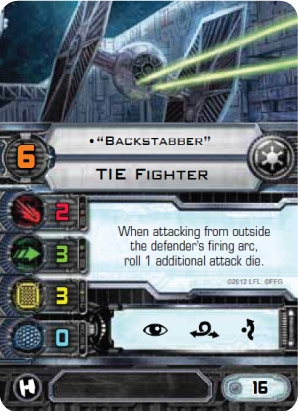 •“BACKSTABBER”
6
TIE FIGHTER
2
3
3
0
When attacking from outside
the defender's firing arc,
roll 1 additional attack die.
©2012 LFL ©FFG
16